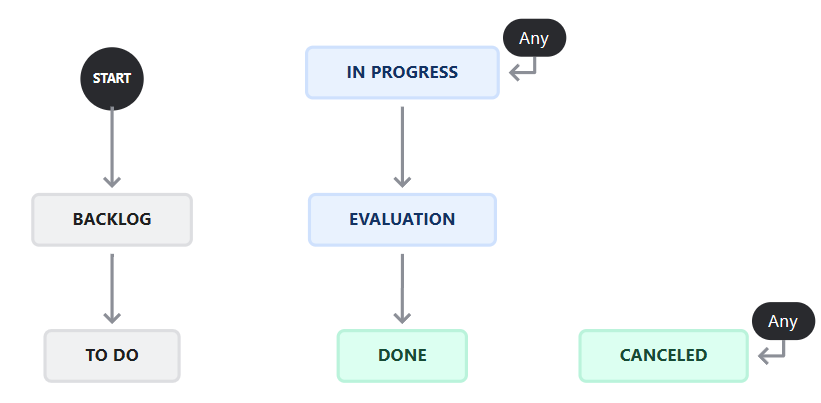 START
BACKLOG
TO DO
IN PROGRESS
Any
EVALUATION
DONE
CANCELED
Any